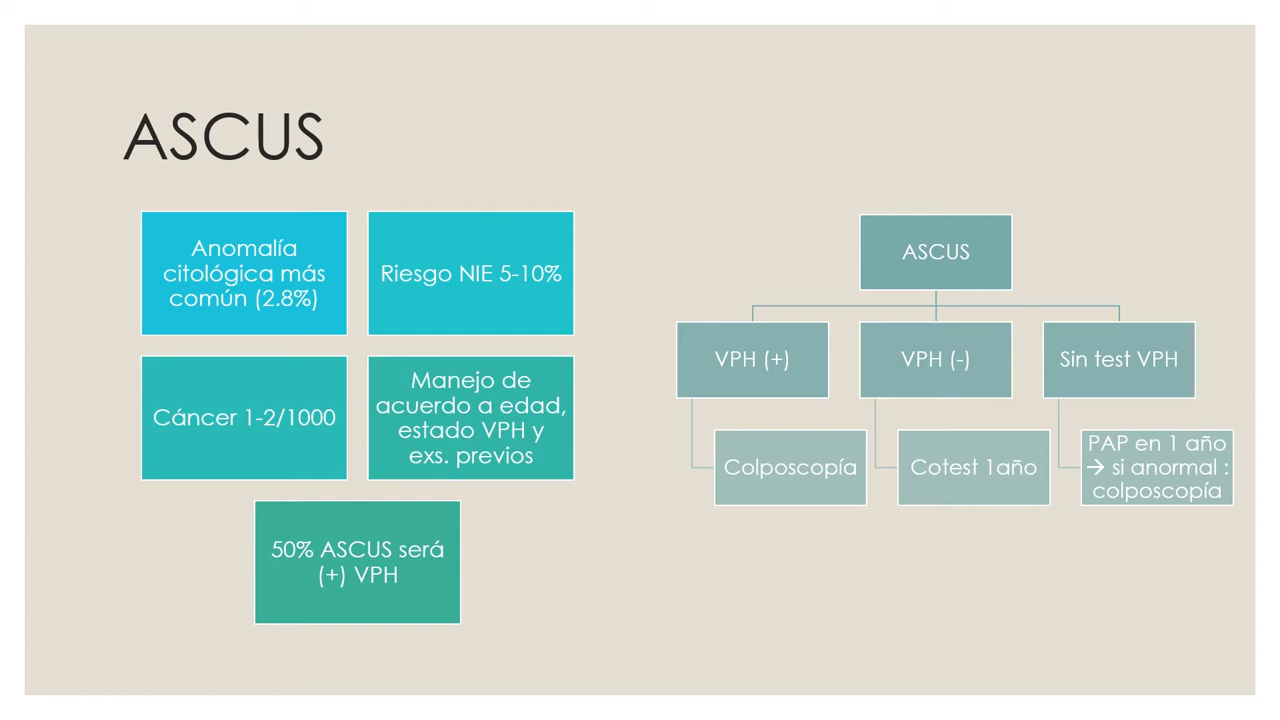 ASCUS
Anomalía
citológica más
común (2.8%)
Riesgo NIE 5-10%
Cáncer 1-2/1000
Manejo de
acuerdo a edad,
estado VPH y
exs. previos
50% ASCUS será
(+) VPH
ASCUS
VPH (+)
VPH (-)
Sin test VPH
Colposcopía
Cotest 1año
PAP en 1 año
→ si anormal :
colposcopía